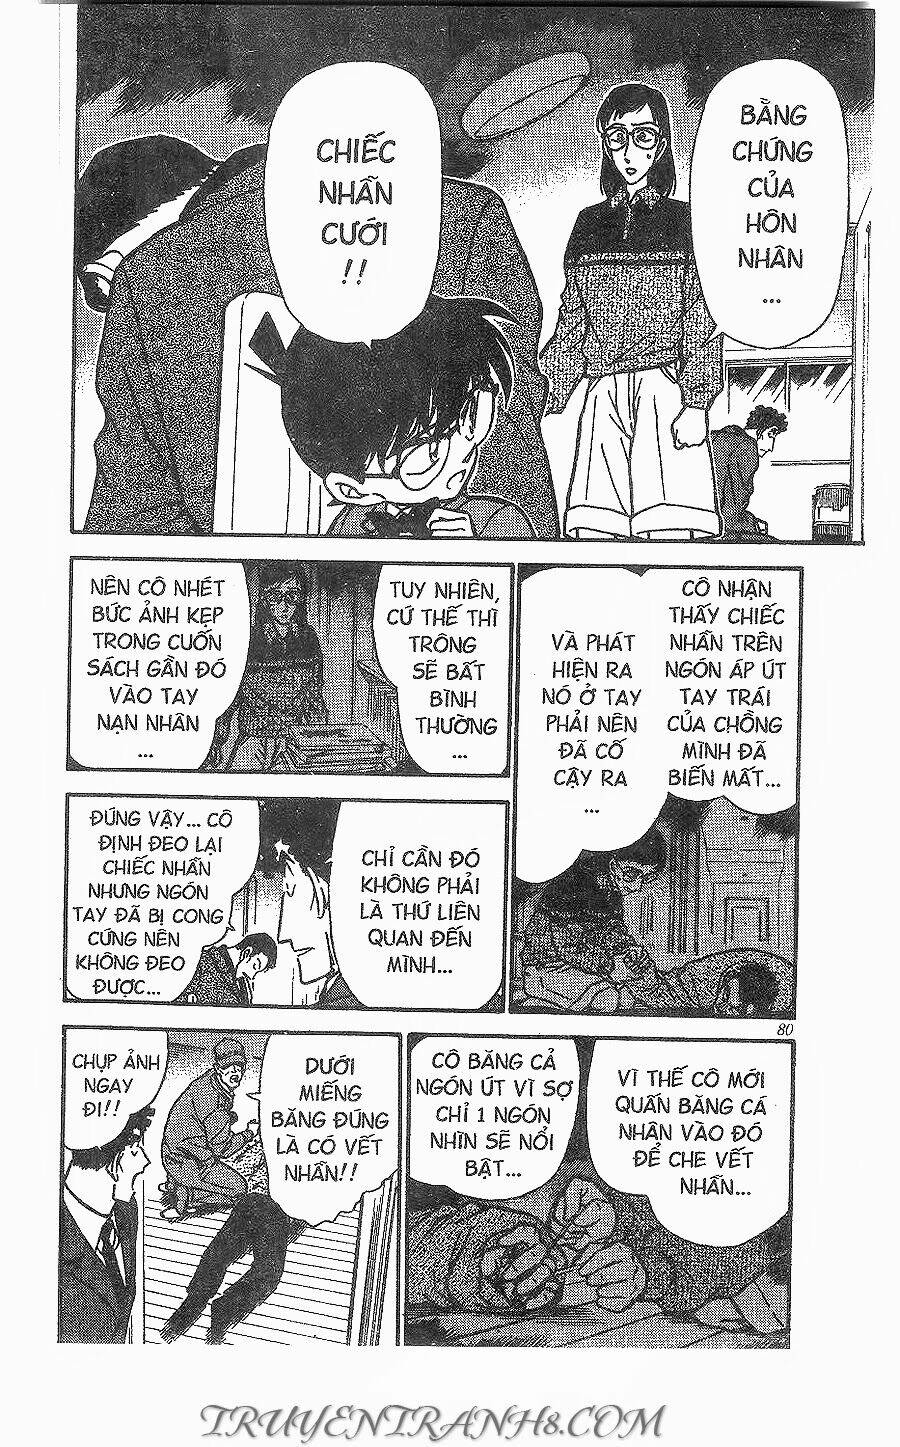 BẰNG
CHỨNG
CỦA
HÔN
NHÂN
...
CHIẾC
NHẪN
CƯỚI
!!
CÔ NHẬN
THẤY CHIẾC
NHẪN TRÊN
NGÓN ÁP ÚT
TAY TRÁI
CỦA CHỒNG
MÌNH ĐÃ
BIẾN MẤT...
VÀ PHÁT
HIỆN RA
NÓ Ở TAY
PHẢI NÊN
ĐÃ CỐ
CẬY RA
...
TUY NHIÊN,
CỨ THẾ THÌ
TRÔNG
SẼ BẤT
BÌNH
THƯỜNG
...
NÊN CÔ NHÉT
BỨC ẢNH KẸP
TRONG CUỐN
SÁCH GẦN ĐÓ
VÀO TAY
NẠN NHÂN
...
CHỈ CẦN ĐÓ
KHÔNG PHẢI
LÀ THỨ LIÊN
QUAN ĐẾN
MÌNH...
ĐÚNG VẬY... CÔ
ĐỊNH ĐEO LẠI
CHIẾC NHẪN
NHƯNG NGÓN
TAY ĐÃ BỊ CONG
CỨNG NÊN
KHÔNG ĐEO
ĐƯỢC...
80
VÌ THẾ CÔ MỚI
QUẤN BĂNG CÁ
NHÂN VÀO ĐÓ
ĐỂ CHE VẾT
NHẪN...
CÔ BĂNG CẢ
NGÓN ÚT VÌ SỢ
CHỈ 1 NGÓN
NHÌN SẼ NỔI
BẬT...
DƯỚI
MIẾNG
BĂNG ĐÚNG
LÀ CÓ VẾT
NHẪN!!
CHỤP ẢNH
NGAY
ĐI!!
TRUYENTRANH8.COM